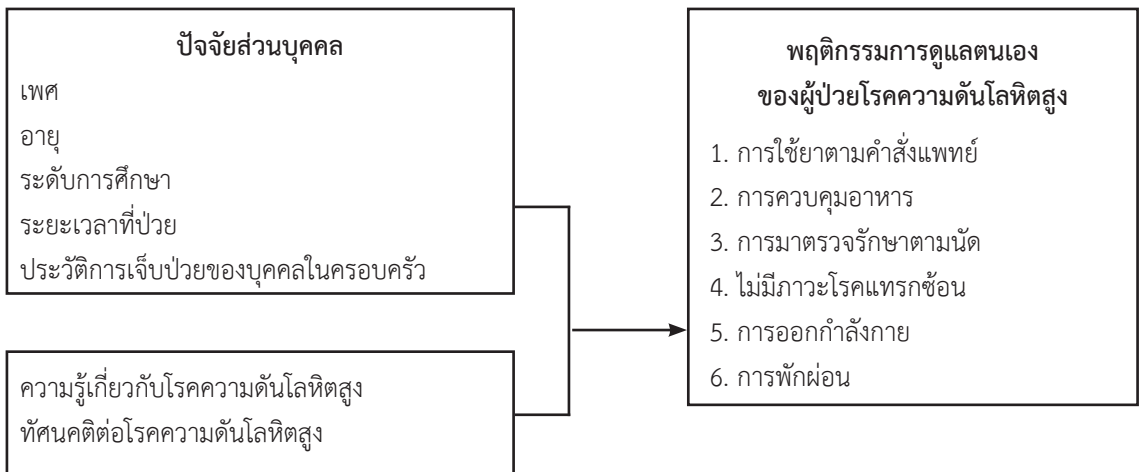 ปัจจัยส่วนบุคคล
เพศ
อายุ
ระดับการศึกษา
ระยะเวลาที่ป่วย
ประวัติการเจ็บป่วยของบุคคลในครอบครัว
ความรู้เกี่ยวกับโรคความดันโลหิตสูง
ทัศนคติต่อโรคความดันโลหิตสูง
พฤติกรรมการดูแลตนเอง
ของผู้ป่วยโรคความดันโลหิตสูง
1. การใช้ยาตามคำสั่งแพทย์
2. การควบคุมอาหาร
3. การมาตรวจรักษาตามนัด
4. ไม่มีภาวะโรคแทรกซ้อน
5. การออกกำลังกาย
6. การพักผ่อน